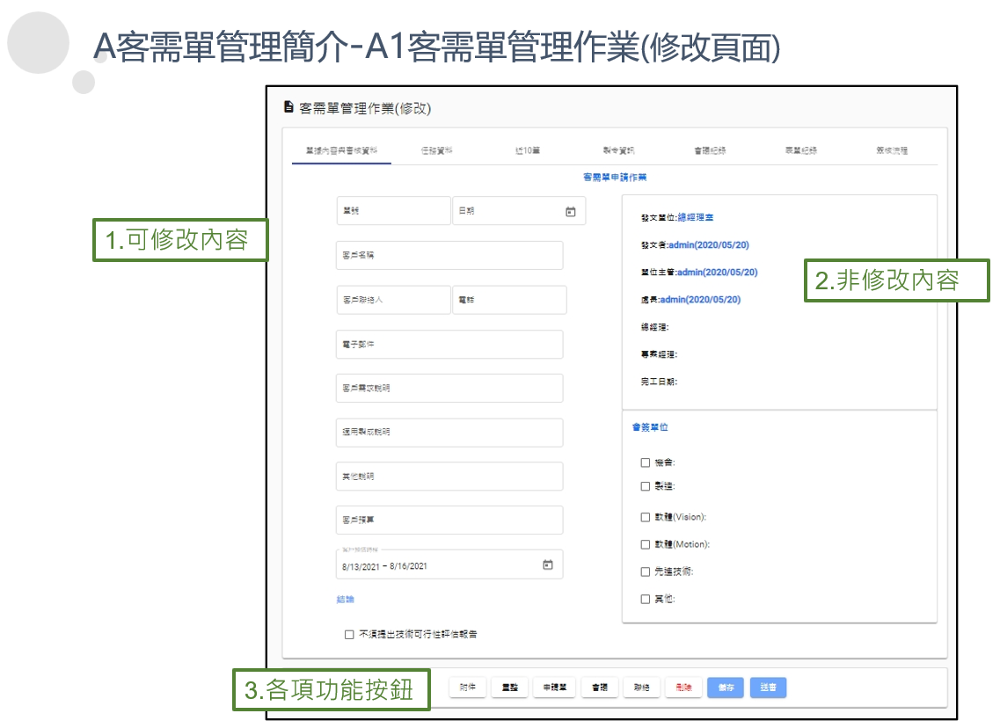 A客需單管理簡介-A1客需單管理作業(修改頁面)
客需單管理作業(修改)
單據內容與審核資料 任務資料 近10筆 製令資訊 會議紀錄 表單紀錄 簽核流程
客需單申請作業
1.可修改內容
單號
日期
客戶名稱
客戶聯絡人
電話
電子郵件
客戶需求說明
適用製成說明
其他說明
客戶預算
8/13/2021 – 8/16/2021
結論
不須提出技術可行性評估報告
2.非修改內容
發文單位:總經理室
發文者:admin(2020/05/20)
單位主管:admin(2020/05/20)
處長:admin(2020/05/20)
總經理:
專案經理:
完工日期:
會簽單位
機會:
製造:
軟體(Vision):
軟體(Motion):
先進技術:
其他:
3.各項功能按鈕
附件 重整 申請單 會議 聯絡 刪除 儲存 送審